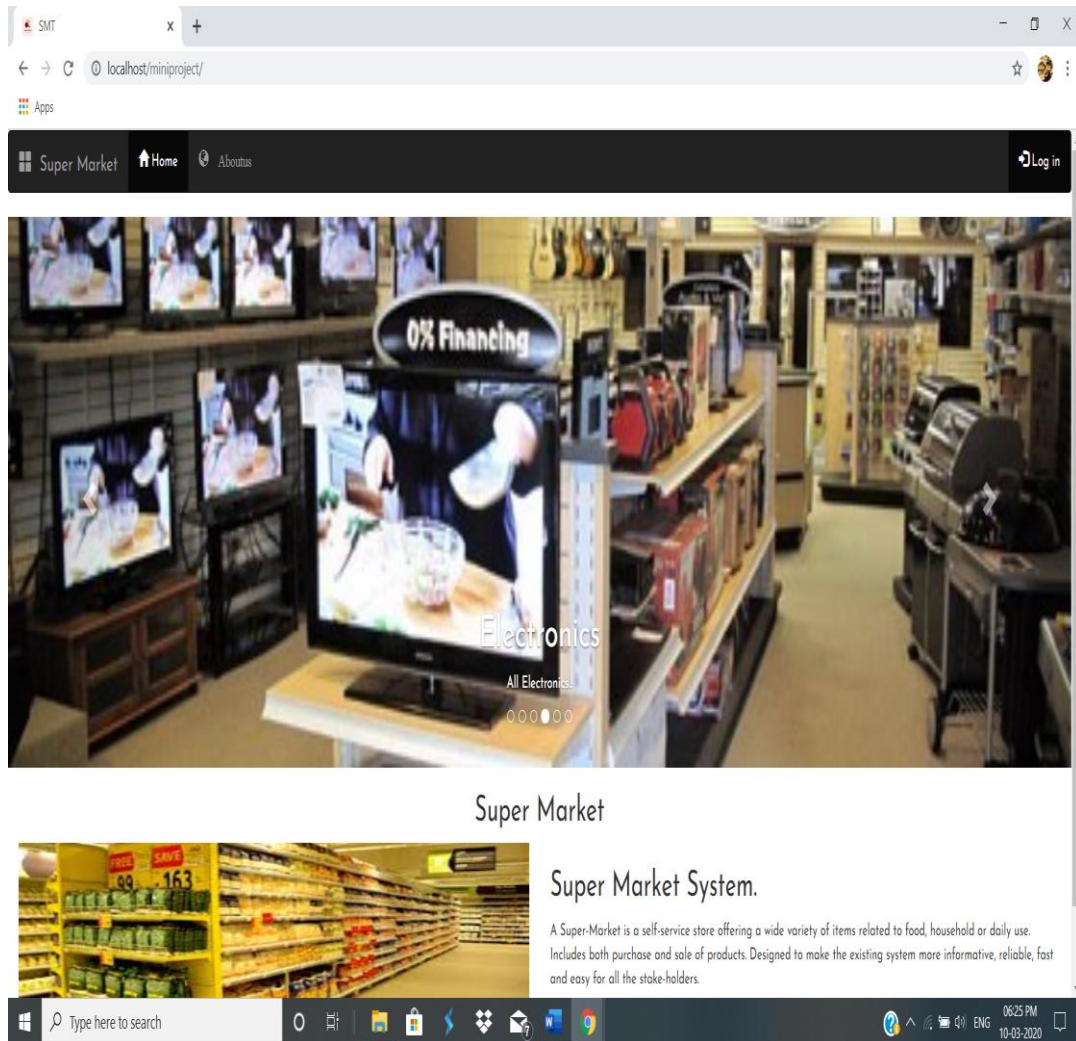 SMT
localhost/miniproject/
Apps
Super Market Home Aboutus Log in
0% Financing
Electronics
All Electronics..
Super Market
FREE SAVE
99 163
Super Market System.
A Super-Market is a self-service store offering a wide variety of items related to food, household or daily use.
Includes both purchase and sale of products. Designed to make the existing system more informative, reliable, fast
and easy for all the stake-holders.
Type here to search
7
ENG
06:25 PM
10-03-2020